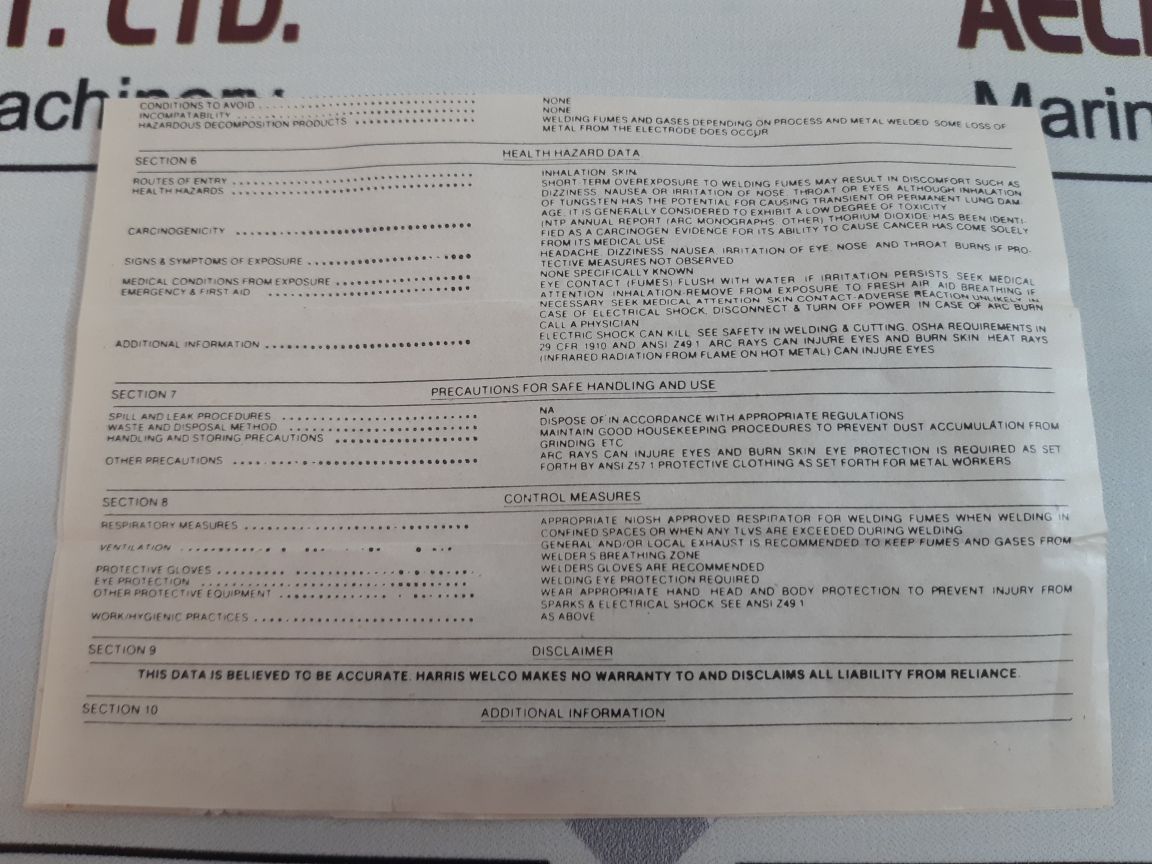 T. LTD.
AECI
achinery
Marin
CONDITIONS TO AVOID NONE
INCOMPATABILITY NONE
HAZARDOUS DECOMPOSITION PRODUCTS WELDING FUMES AND GASES DEPENDING ON PROCESS AND METAL WELDED SOME LOSS OF
METAL FROM THE ELECTRODE DOES OCCUR
SECTION 6 HEALTH HAZARD DATA
ROUTES OF ENTRY INHALATION SKIN
HEALTH HAZARDS SHORT TERM OVEREXPOSURE TO WELDING FUMES MAY RESULT IN DISCOMFORT SUCH AS
DIZZINESS NAUSEA OR IRRITATION OF NOSE THROAT OR EYES ALTHOUGH INHALATION
OF TUNGSTEN HAS THE POTENTIAL FOR CAUSING TRANSIENT OR PERMANENT LUNG DAM
AGE, IT IS GENERALLY CONSIDERED TO EXHIBIT A LOW DEGREE OF TOXICITY
CARCINOGENICITY (NTP ANNUAL REPORT (ARC MONOGRAPHS, OTHER) THORIUM DIOXIDE HAS BEEN IDENTI-
FIED AS A CARCINOGEN EVIDENCE FOR ITS ABILITY TO CAUSE CANCER HAS COME SOLELY
FROM ITS MEDICAL USE
SIGNS & SYMPTOMS OF EXPOSURE HEADACHE, DIZZINESS, NAUSEA, IRRITATION OF EYE, NOSE AND THROAT BURNS IF PRO-
TECTIVE MEASURES NOT OBSERVED
MEDICAL CONDITIONS FROM EXPOSURE NONE SPECIFICALLY KNOWN
EMERGENCY & FIRST AID EYE CONTACT (FUMES) FLUSH WITH WATER IF IRRITATION PERSISTS SEEK MEDICAL
ATTENTION INHALATION-REMOVE FROM EXPOSURE TO FRESH AIR AID BREATHING IF
NECESSARY SEEK MEDICAL ATTENTION SKIN CONTACT-ADVERSE REACTION UNLIKELY IN
CASE OF ELECTRICAL SHOCK, DISCONNECT & TURN OFF POWER IN CASE OF ARC BURN
CALL A PHYSICIAN
ADDITIONAL INFORMATION ELECTRIC SHOCK CAN KILL SEE SAFETY IN WELDING & CUTTING, OSHA REQUIREMENTS IN
29 CFR 1910 AND ANSI Z49 1 ARC RAYS CAN INJURE EYES AND BURN SKIN HEAT RAYS
(INFRARED RADIATION FROM FLAME ON HOT METAL) CAN INJURE EYES
SECTION 7 PRECAUTIONS FOR SAFE HANDLING AND USE
SPILL AND LEAK PROCEDURES NA
WASTE AND DISPOSAL METHOD DISPOSE OF IN ACCORDANCE WITH APPROPRIATE REGULATIONS
HANDLING AND STORING PRECAUTIONS MAINTAIN GOOD HOUSEKEEPING PROCEDURES TO PREVENT DUST ACCUMULATION FROM
GRINDING ETC
OTHER PRECAUTIONS ARC RAYS CAN INJURE EYES AND BURN SKIN EYE PROTECTION IS REQUIRED AS SET
FORTH BY ANSI Z57 1 PROTECTIVE CLOTHING AS SET FORTH FOR METAL WORKERS
SECTION 8 CONTROL MEASURES
RESPIRATORY MEASURES APPROPRIATE NIOSH APPROVED RESPIRATOR FOR WELDING FUMES WHEN WELDING IN
CONFINED SPACES OR WHEN ANY TLVS ARE EXCEEDED DURING WELDING
VENTILATION GENERAL AND/OR LOCAL EXHAUST IS RECOMMENDED TO KEEP FUMES AND GASES FROM
WELDERS BREATHING ZONE
PROTECTIVE GLOVES WELDERS GLOVES ARE RECOMMENDED
EYE PROTECTION WELDING EYE PROTECTION REQUIRED
OTHER PROTECTIVE EQUIPMENT WEAR APPROPRIATE HAND HEAD AND BODY PROTECTION TO PREVENT INJURY FROM
SPARKS & ELECTRICAL SHOCK SEE ANSI Z49 1
WORK/HYGIENIC PRACTICES AS ABOVE
SECTION 9 DISCLAIMER
THIS DATA IS BELIEVED TO BE ACCURATE. HARRIS WELCO MAKES NO WARRANTY TO AND DISCLAIMS ALL LIABILITY FROM RELIANCE.
SECTION 10 ADDITIONAL INFORMATION